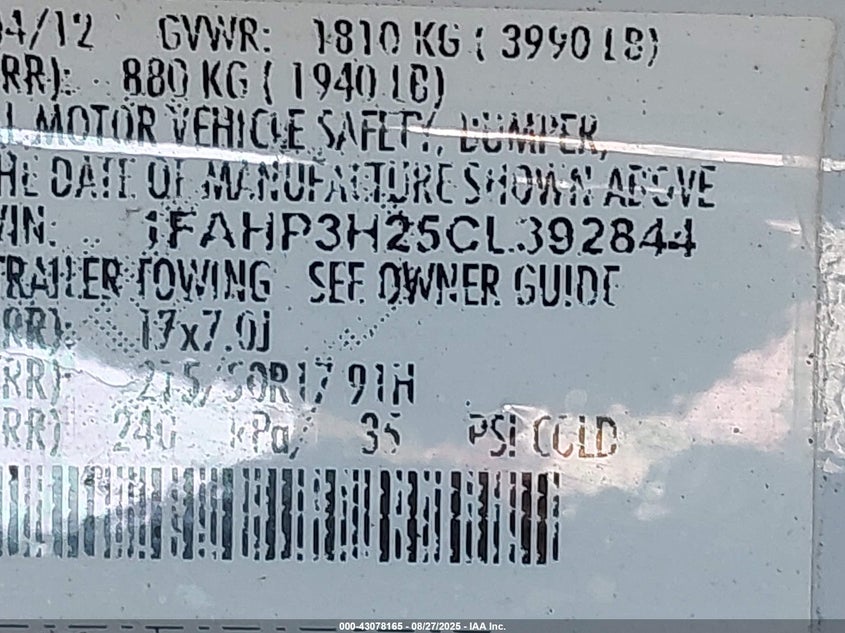 04/12 GVWR: 1810 KG ( 3990 LB)
RR): 880 KG ( 1940 LB)
MOTOR VEHICLE SAFETY, BUMPER,
HE DATE OF MANUFACTURE SHOWN ABOVE
VIN: 1FAHP3H25CL392844
TRAILER TOWING SEE OWNER GUIDE
RR): 17x7.0J
RR) 215/50R17 91H
RR) 240 kPa/ 35 PSI COLD
000-43078165 - 08/27/2025 - IAA Inc.